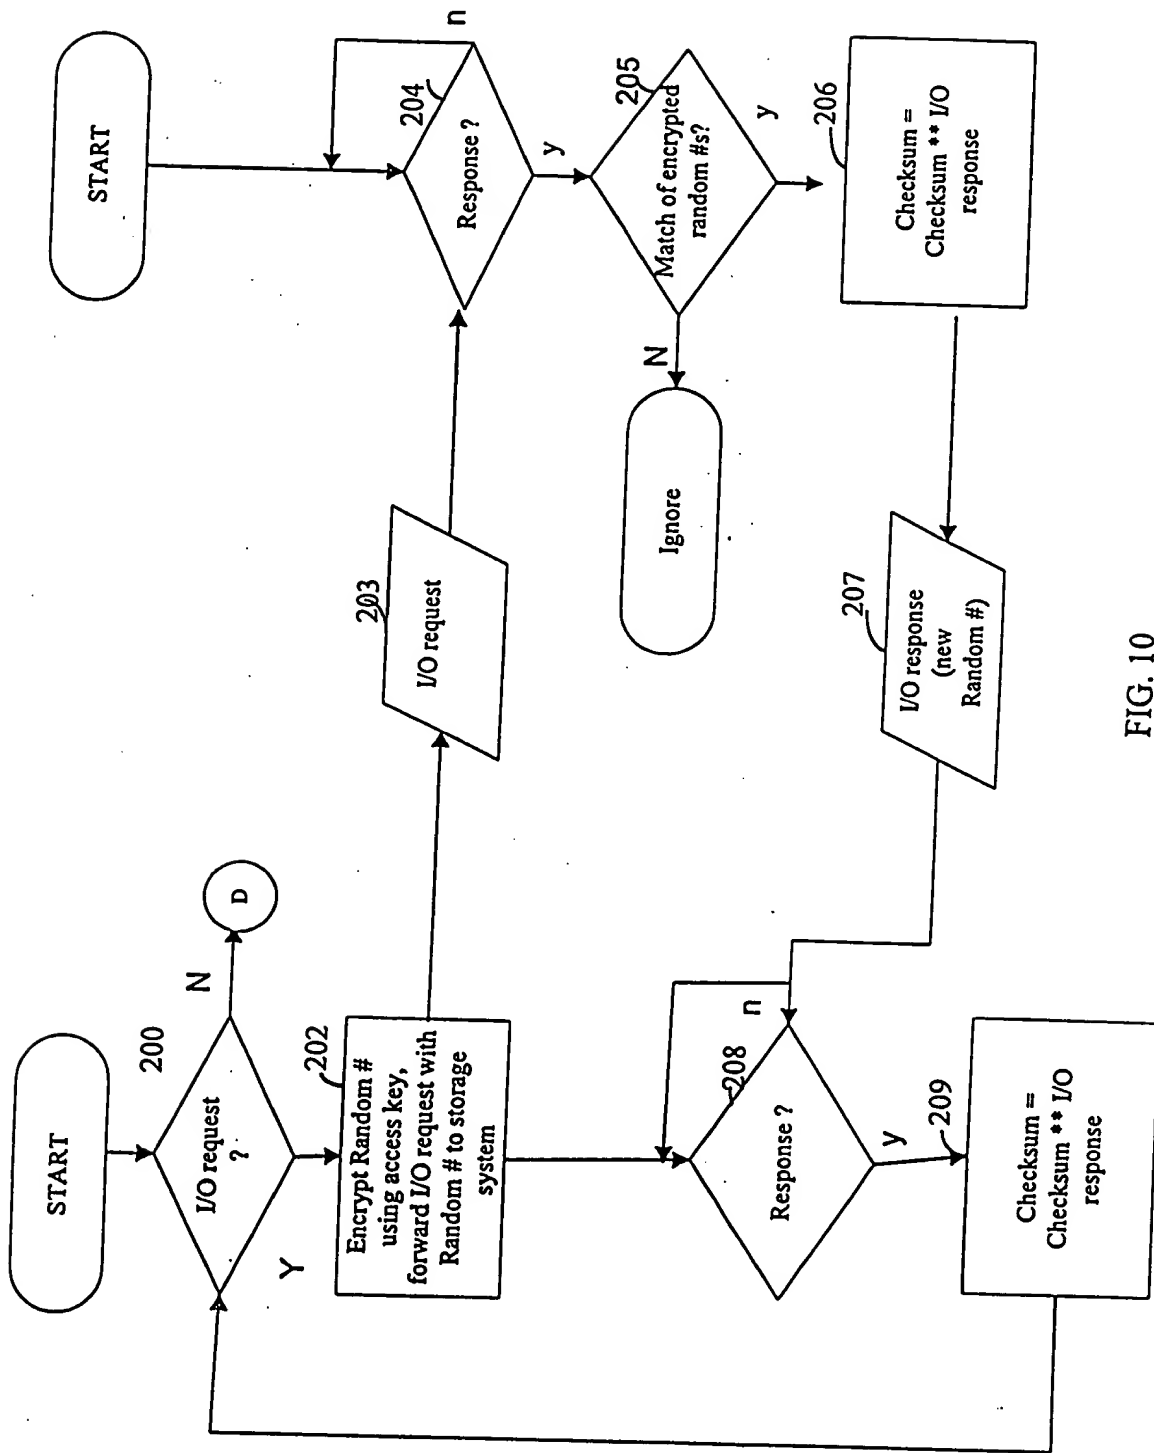 START
200
I/O request
?
N
D
Y
202
Encrypt Random #
using access key,
forward I/O request with
Random # to storage
system
203
I/O request
START
n
204
Response ?
y
205
Match of encrypted
random #s?
N
Ignore
y
206
Checksum =
Checksum ** I/O
response
207
I/O response
(new
Random #)
n
208
Response ?
y
209
Checksum =
Checksum ** I/O
response
FIG. 10